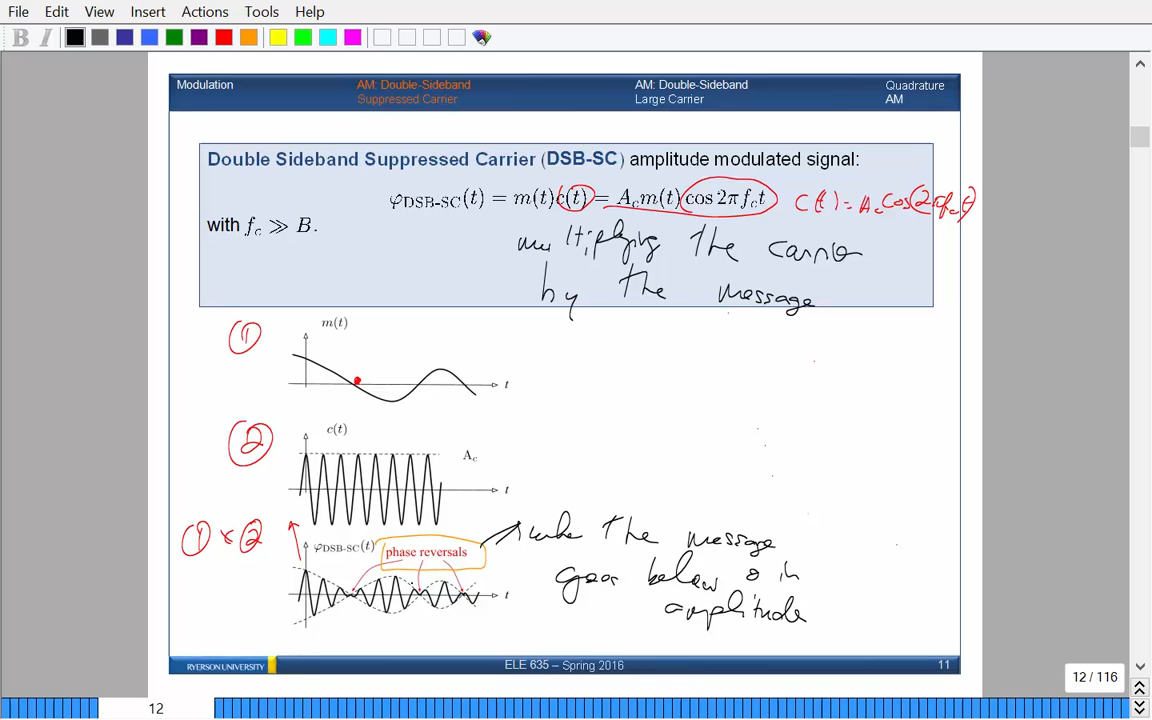 File Edit View Insert Actions Tools Help
B I
Modulation AM: Double-Sideband AM: Double-Sideband Quadrature
Suppressed Carrier Large Carrier AM
Double Sideband Suppressed Carrier (DSB-SC) amplitude modulated signal:
φDSB-SC(t) = m(t)c(t) = Acm(t) cos 2πfct c(t) = Ac cos(2πfct)
with fc ≫ B.
multiplying the carrier
by the message
① m(t)
t
② c(t)
Ac
t
① × ② φDSB-SC(t) phase reversals when the message
goes below 0 in
amplitude
t
RYERSON UNIVERSITY ELE 635 – Spring 2016 11
12 / 116
12